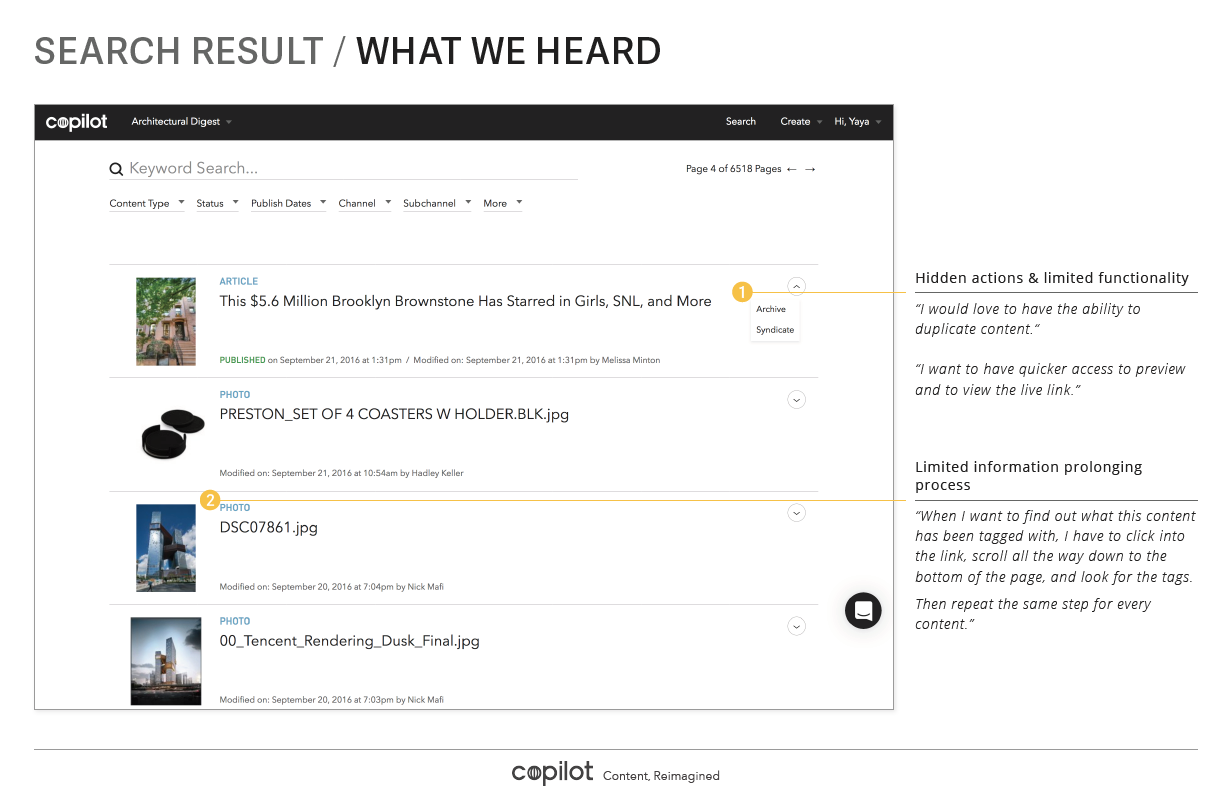 SEARCH RESULT / WHAT WE HEARD
copilot Architectural Digest Search Create Hi, Yaya
Keyword Search... Page 4 of 6518 Pages ← →
Content Type Status Publish Dates Channel Subchannel More
ARTICLE
This $5.6 Million Brooklyn Brownstone Has Starred in Girls, SNL, and More
1
Archive
Syndicate
PUBLISHED on September 21, 2016 at 1:31pm / Modified on: September 21, 2016 at 1:31pm by Melissa Minton
PHOTO
PRESTON_SET OF 4 COASTERS W HOLDER.BLK.jpg
Modified on: September 21, 2016 at 10:54am by Hadley Keller
2
PHOTO
DSC07861.jpg
Modified on: September 20, 2016 at 7:04pm by Nick Mafi
PHOTO
00_Tencent_Rendering_Dusk_Final.jpg
Modified on: September 20, 2016 at 7:03pm by Nick Mafi
Hidden actions & limited functionality
“I would love to have the ability to
duplicate content.”
“I want to have quicker access to preview
and to view the live link.”
Limited information prolonging
process
“When I want to find out what this content
has been tagged with, I have to click into
the link, scroll all the way down to the
bottom of the page, and look for the tags.
Then repeat the same step for every
content.”
copilot Content, Reimagined